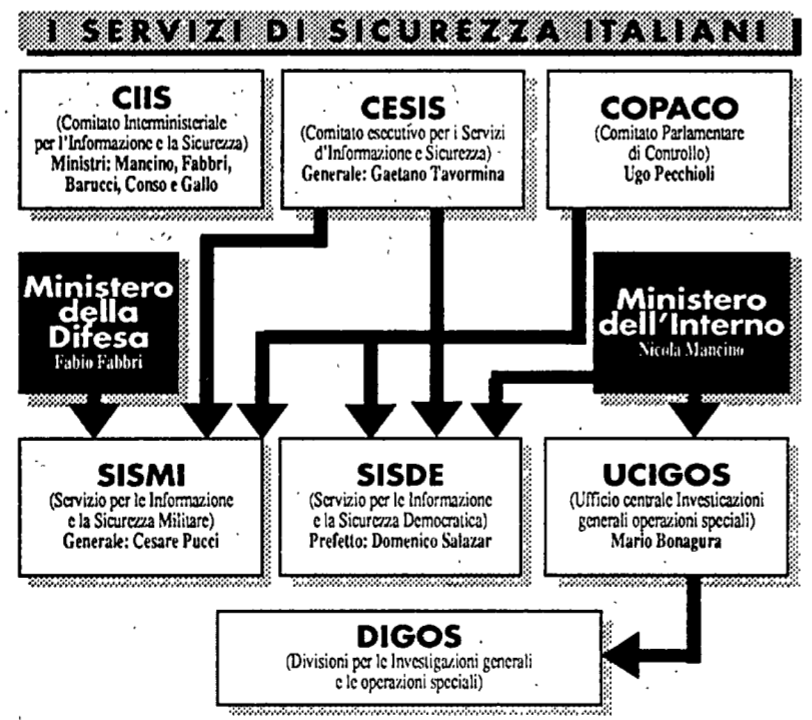 I SERVIZI DI SICUREZZA ITALIANI
CIIS
(Comitato Interministeriale
per l'Informazione e la Sicurezza)
Ministri: Mancino, Fabbri,
Barucci, Conso e Gallo
CESIS
(Comitato esecutivo per i Servizi
d'Informazione e Sicurezza)
Generale: Gaetano Tavormina
COPACO
(Comitato Parlamentare
di Controllo)
Ugo Pecchioli
Ministero
della
Difesa
Fabio Fabbri
Ministero
dell'Interno
Nicola Mancino
SISMI
(Servizio per le Informazione
e la Sicurezza Militare)
Generale: Cesare Pucci
SISDE
(Servizio per le Informazione
e la Sicurezza Democratica)
Prefetto: Domenico Salazar
UCIGOS
(Ufficio centrale Investicazioni
generali operazioni speciali)
Mario Bonagura
DIGOS
(Divisioni per le Investigazioni generali
e le operazioni speciali)